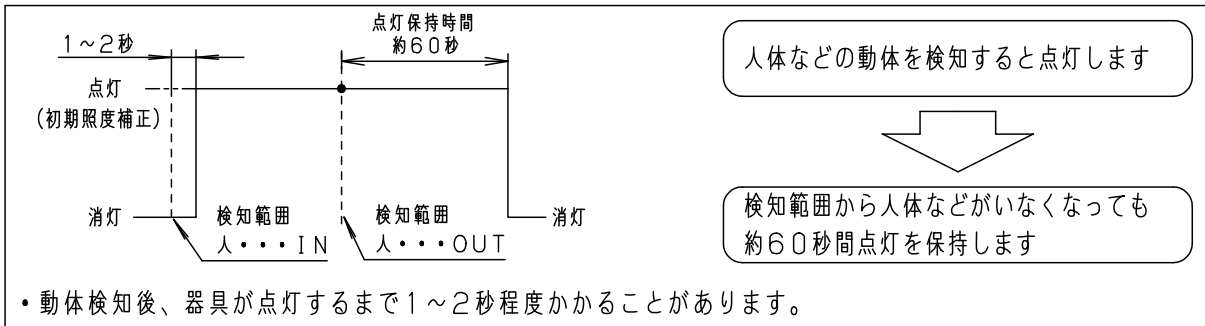 点灯保持時間
約60秒
1~2秒
点灯
(初期照度補正)
消灯
検知範囲
人・・・IN
検知範囲
人・・・OUT
消灯
人体などの動体を検知すると点灯します
検知範囲から人体などがいなくなっても
約60秒間点灯を保持します
・動体検知後、器具が点灯するまで1~2秒程度かかることがあります。